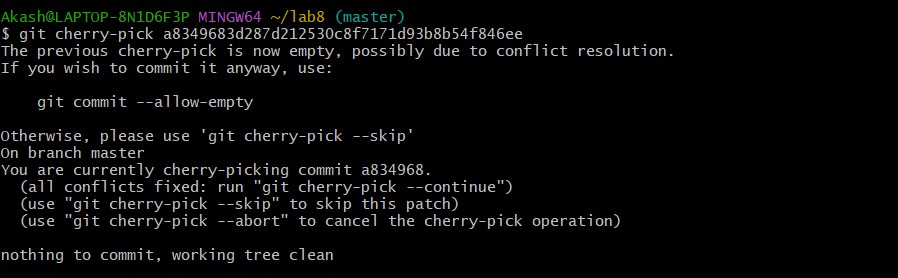 Akash@LAPTOP-8N1D6F3P MINGW64 ~/lab8 (master)
$ git cherry-pick a8349683d287d212530c8f7171d93b8b54f846ee
The previous cherry-pick is now empty, possibly due to conflict resolution.
If you wish to commit it anyway, use:

    git commit --allow-empty

Otherwise, please use 'git cherry-pick --skip'
On branch master
You are currently cherry-picking commit a834968.
  (all conflicts fixed: run "git cherry-pick --continue")
  (use "git cherry-pick --skip" to skip this patch)
  (use "git cherry-pick --abort" to cancel the cherry-pick operation)

nothing to commit, working tree clean